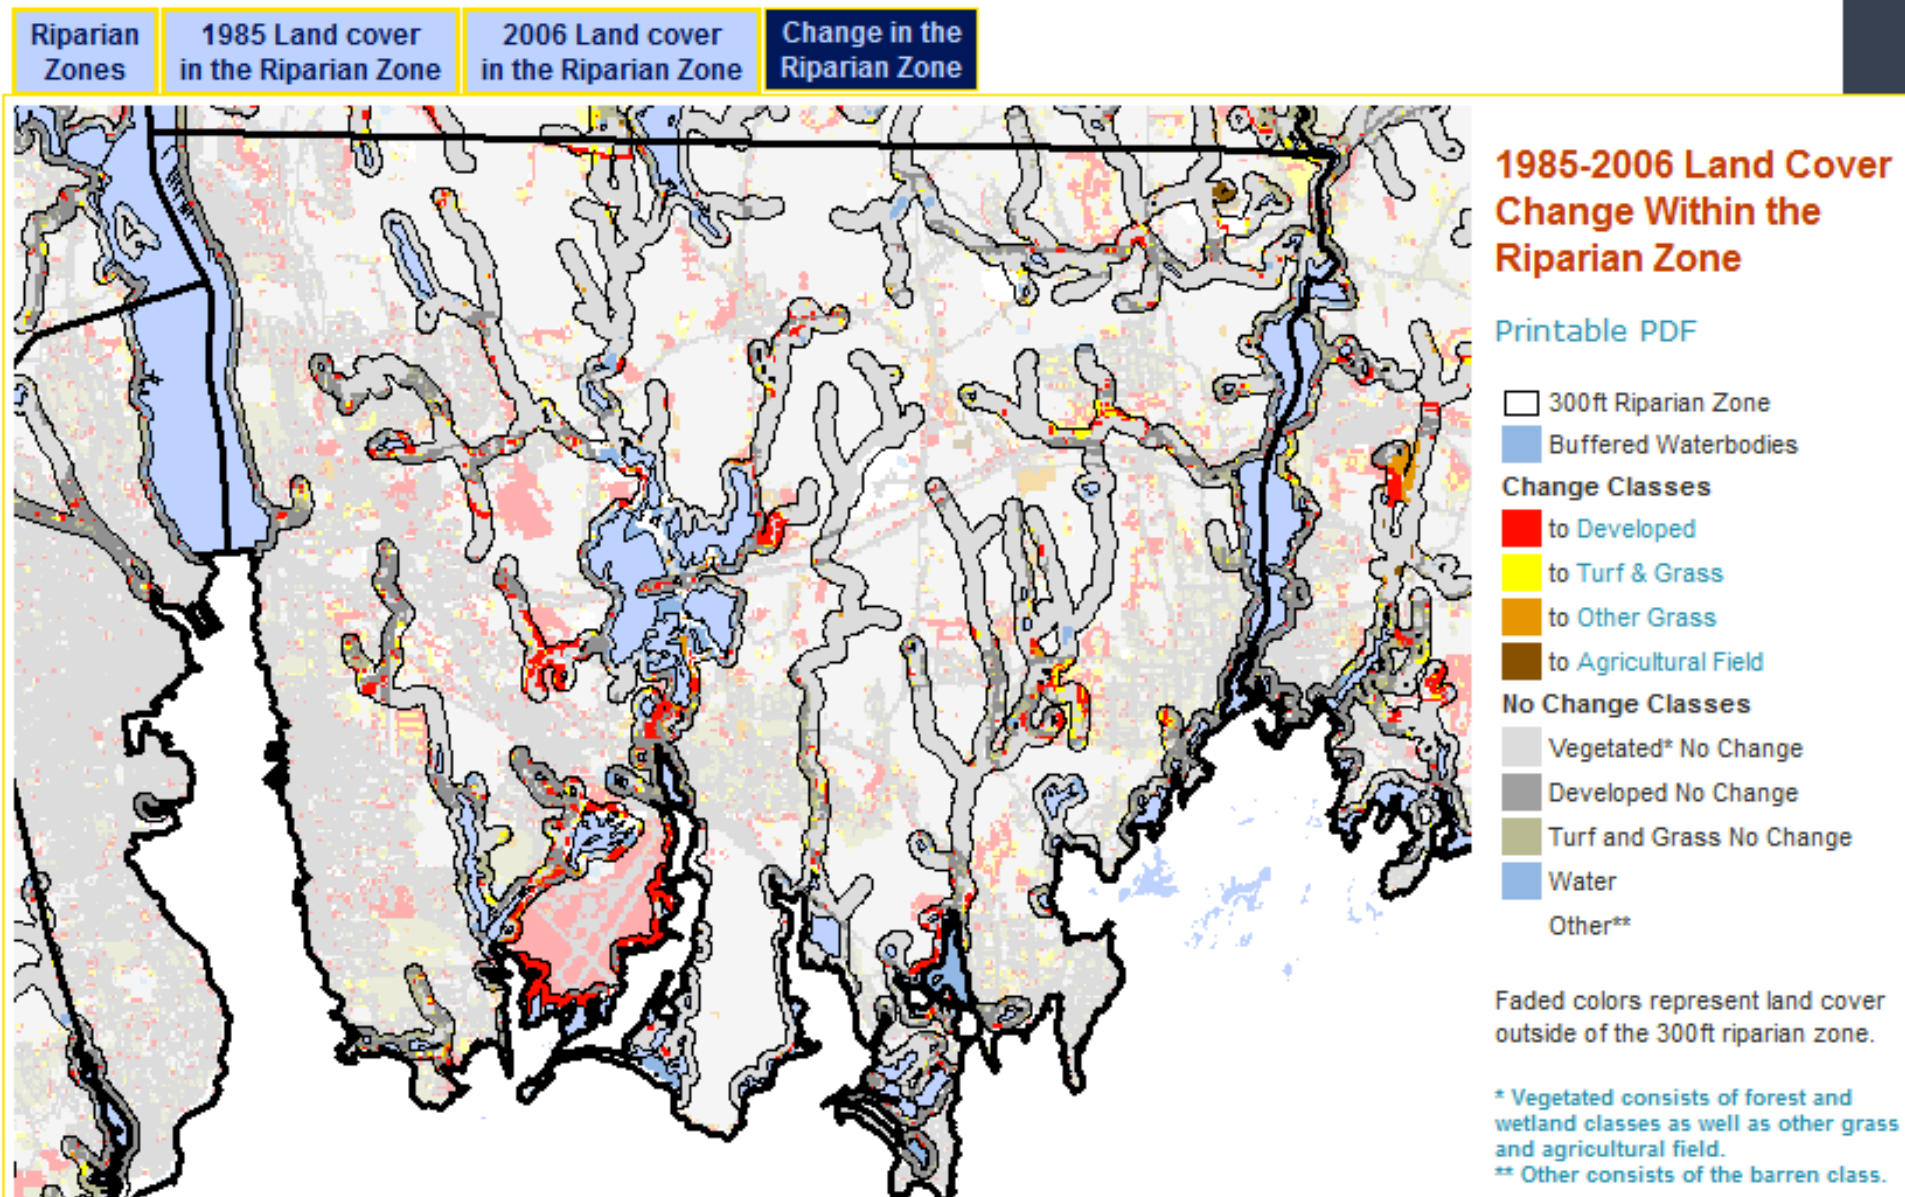 Riparian
Zones
1985 Land cover
in the Riparian Zone
2006 Land cover
in the Riparian Zone
Change in the
Riparian Zone
1985-2006 Land Cover
Change Within the
Riparian Zone
Printable PDF
300ft Riparian Zone
Buffered Waterbodies
Change Classes
to Developed
to Turf & Grass
to Other Grass
to Agricultural Field
No Change Classes
Vegetated* No Change
Developed No Change
Turf and Grass No Change
Water
Other**
Faded colors represent land cover
outside of the 300ft riparian zone.
* Vegetated consists of forest and
wetland classes as well as other grass
and agricultural field.
** Other consists of the barren class.